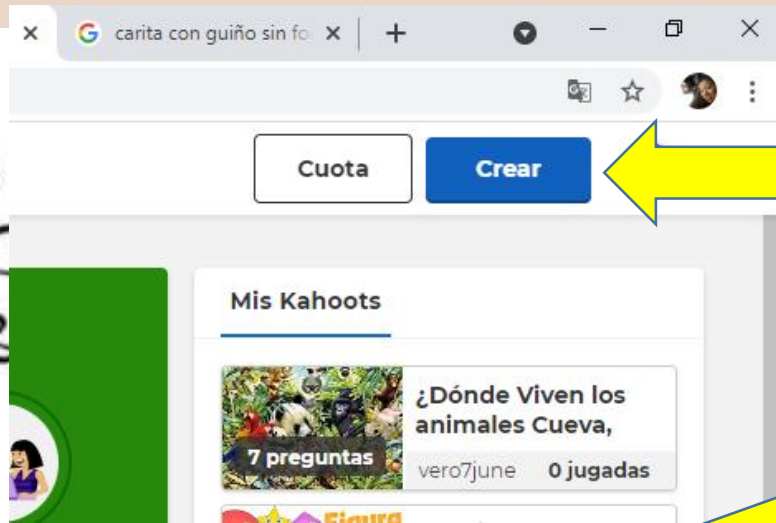 carita con guiño sin fo
Cuota
Crear
Mis Kahoots
¿Dónde Viven los
animales Cueva,
7 preguntas
vero7june 0 jugadas
Figura